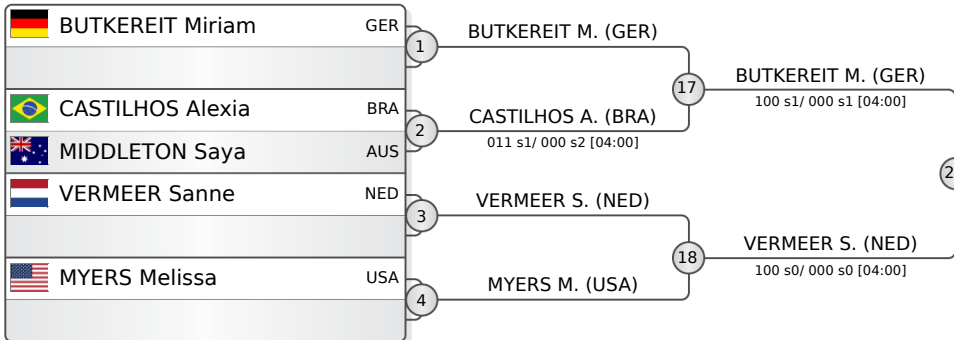 BUTKEREIT Miriam GER
CASTILHOS Alexia BRA
MIDDLETON Saya AUS
VERMEER Sanne NED
MYERS Melissa USA
1
2
3
4
BUTKEREIT M. (GER)
CASTILHOS A. (BRA)
011 s1/ 000 s2 [04:00]
VERMEER S. (NED)
MYERS M. (USA)
17
18
BUTKEREIT M. (GER)
100 s1/ 000 s1 [04:00]
VERMEER S. (NED)
100 s0/ 000 s0 [04:00]